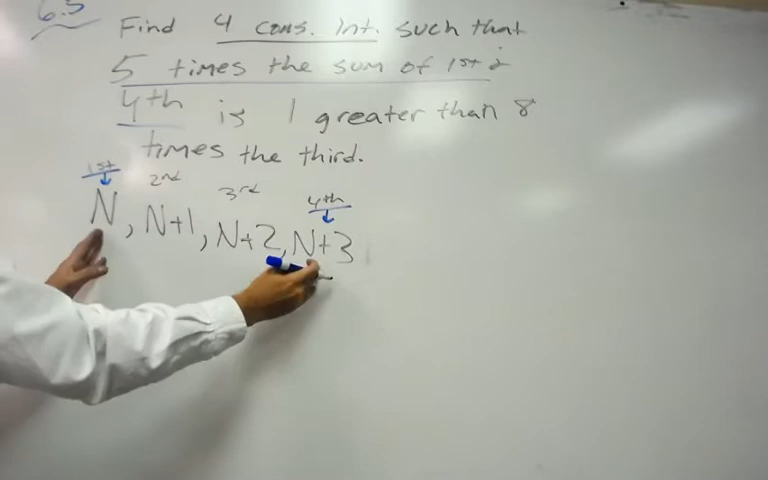 6.5
Find 4 cons. Int. such that
5 times the sum of 1st &
4th is 1 greater than 8
times the third.
1st 2nd 3rd 4th
N, N+1, N+2, N+3